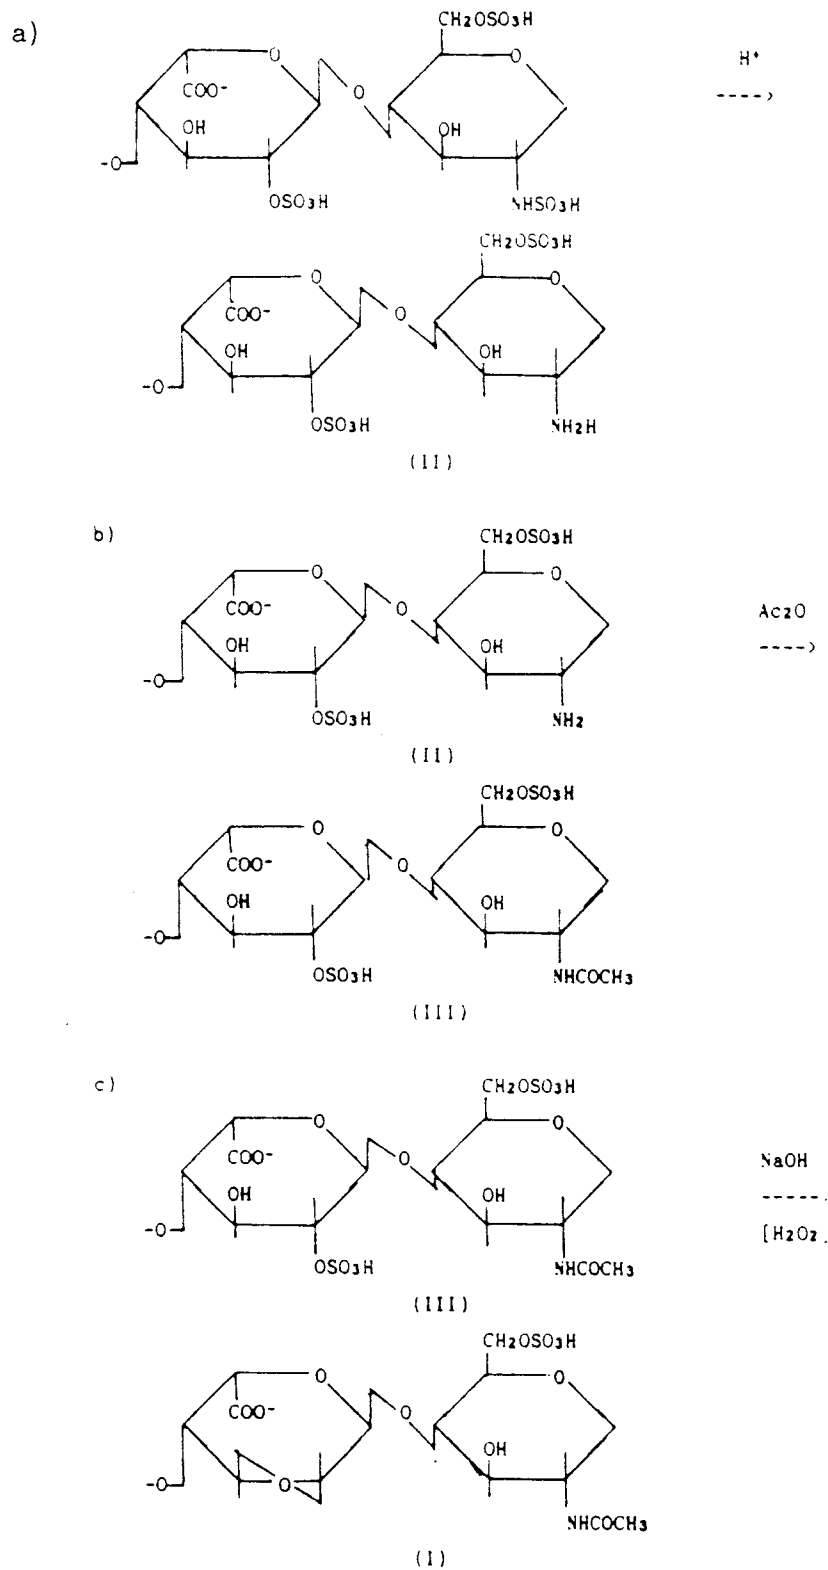 a)
CH2OSO3H
O
O
H+
COO-
O
---->
OH
OH
-O
OSO3H
NHSO3H
CH2OSO3H
O
O
COO-
O
OH
OH
-O
OSO3H
NH2H
(II)
b)
CH2OSO3H
O
O
COO-
O
Ac2O
OH
OH
---->
-O
OSO3H
NH2
(II)
CH2OSO3H
O
O
COO-
O
OH
OH
-O
OSO3H
NHCOCH3
(III)
c)
CH2OSO3H
O
O
COO-
O
NaOH
OH
OH
-----
-O
[H2O2]
OSO3H
NHCOCH3
(III)
CH2OSO3H
O
O
COO-
O
OH
-O
O
NHCOCH3
(I)